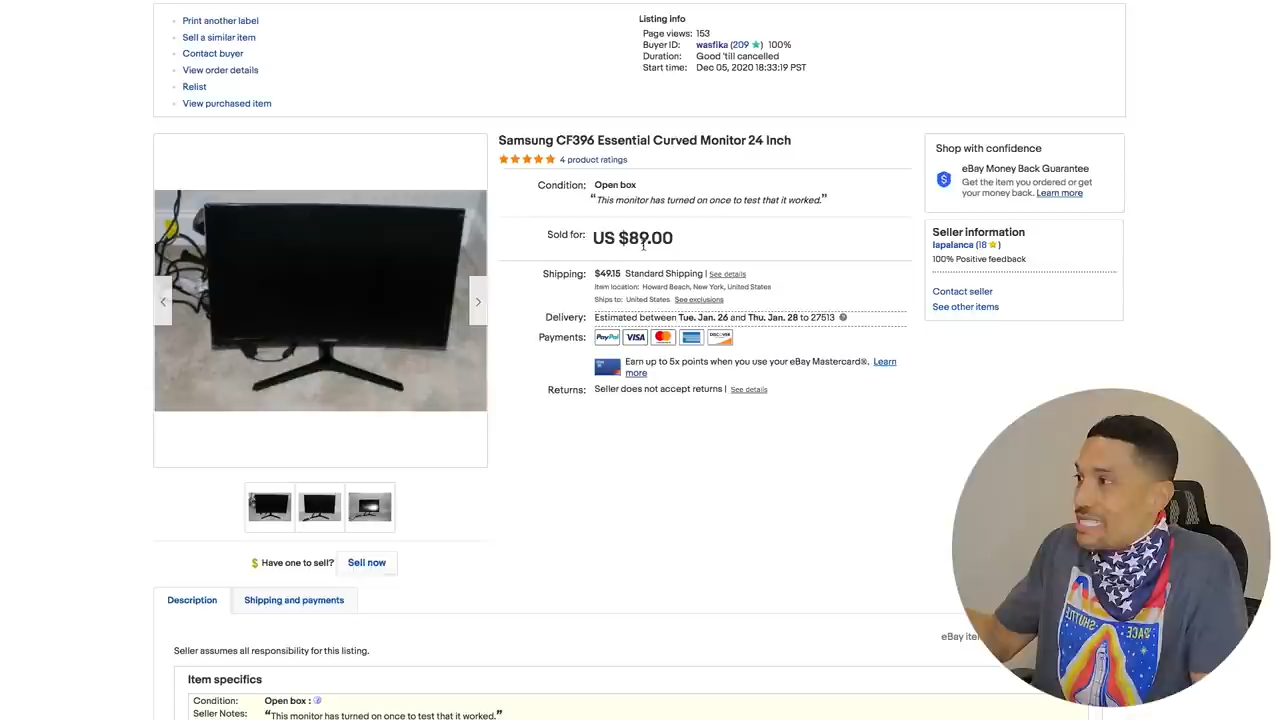 Print another label
Sell a similar item
Contact buyer
View order details
Relist
View purchased item
Listing info
Page views: 153
Buyer ID: wasfika (209) 100%
Duration: Good 'till cancelled
Start time: Dec 05, 2020 18:33:19 PST
Samsung CF396 Essential Curved Monitor 24 Inch
4 product ratings
Condition: Open box
“This monitor has turned on once to test that it worked.”
Sold for: US $89.00
Shipping: $49.15 Standard Shipping | See details
Item location: Howard Beach, New York, United States
Ships to: United States See exclusions
Delivery: Estimated between Tue. Jan. 26 and Thu. Jan. 28 to 27513
Payments: PayPal VISA DISCOVER
Earn up to 5x points when you use your eBay Mastercard®. Learn
more
Returns: Seller does not accept returns | See details
Shop with confidence
eBay Money Back Guarantee
Get the item you ordered or get
your money back. Learn more
Seller information
lapalanca (18)
100% Positive feedback
Contact seller
See other items
$ Have one to sell? Sell now
Description Shipping and payments
eBay
Seller assumes all responsibility for this listing.
Item specifics
Condition: Open box :
Seller Notes: “This monitor has turned on once to test that it worked.”
SPACE SHUTTLE